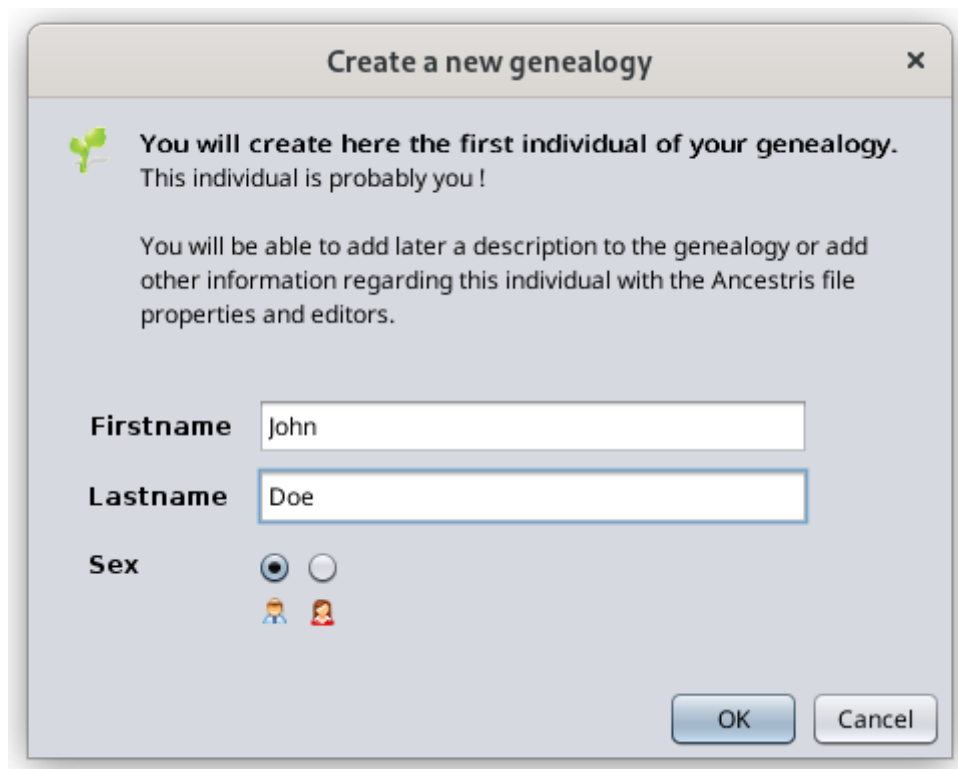 Create a new genealogy
You will create here the first individual of your genealogy.
This individual is probably you !
You will be able to add later a description to the genealogy or add
other information regarding this individual with the Ancestris file
properties and editors.
Firstname John
Lastname Doe
Sex
OK Cancel